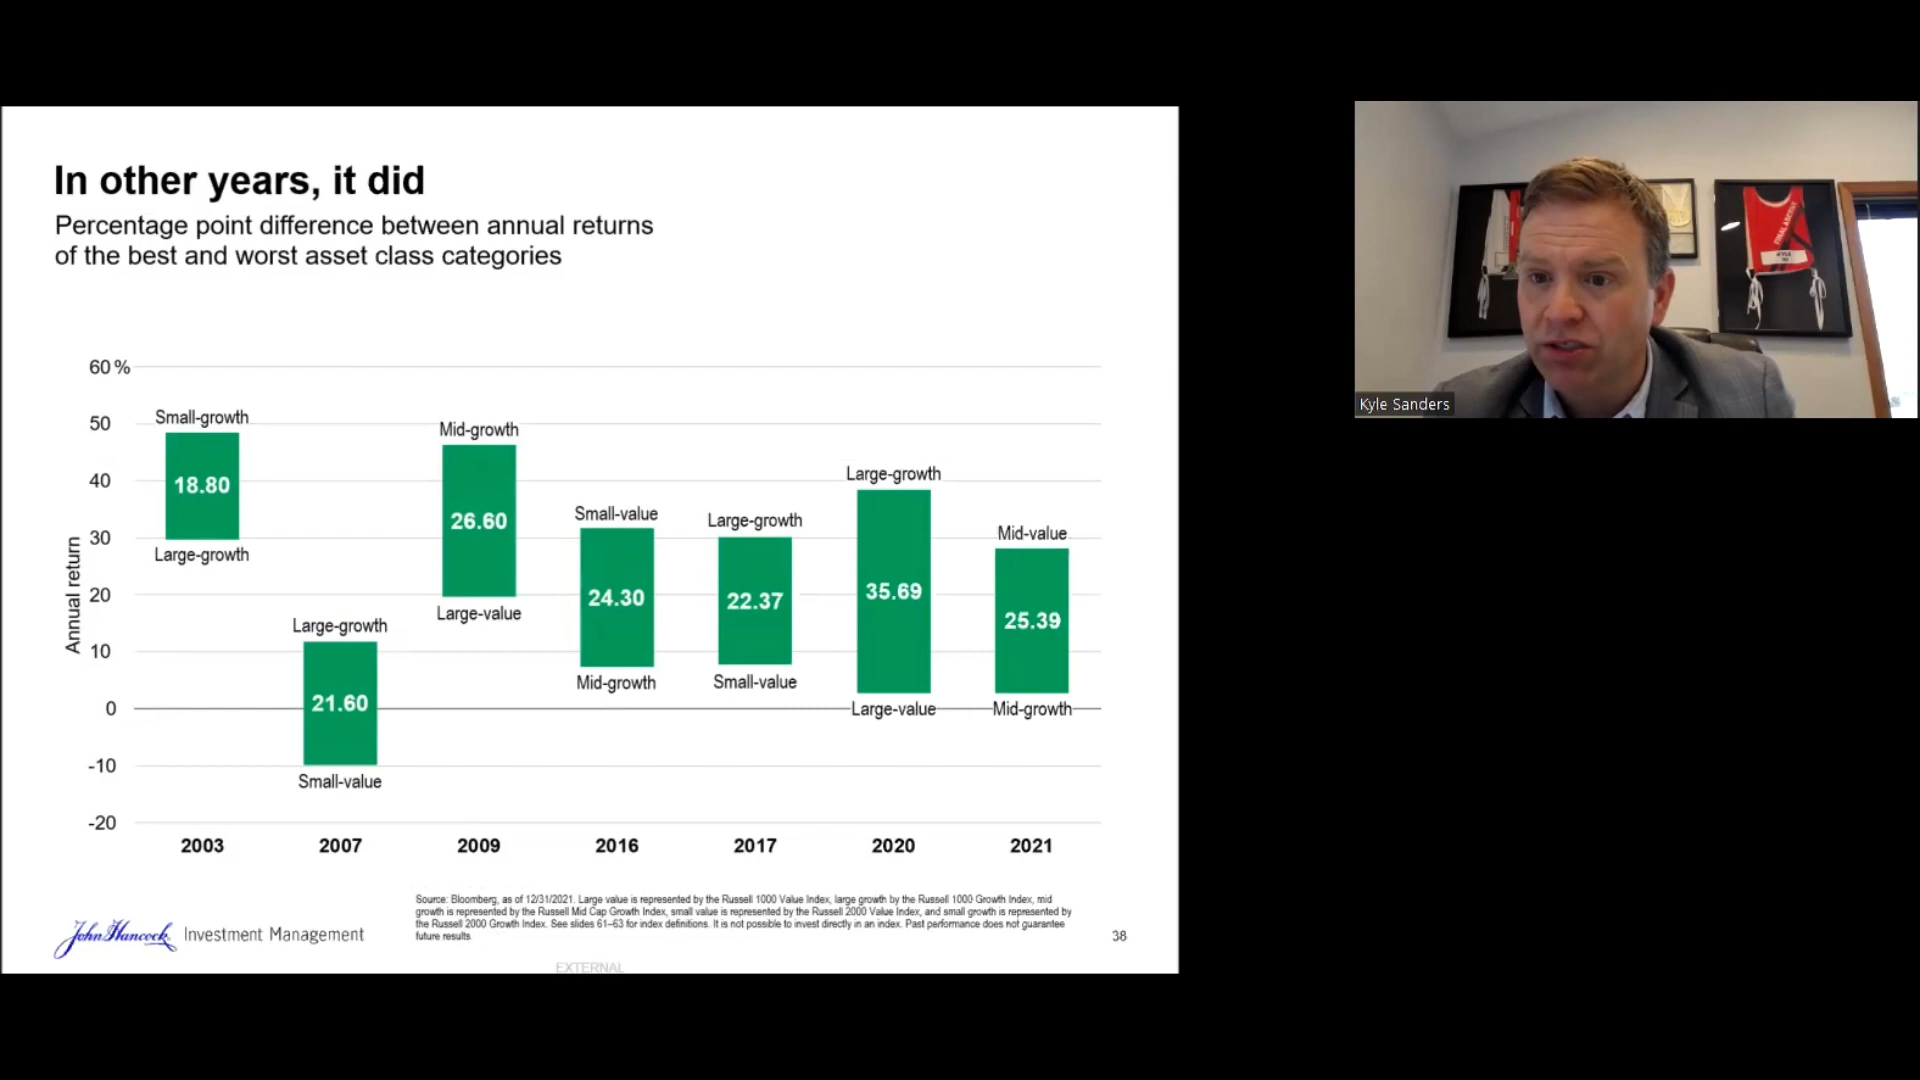 In other years, it did
Percentage point difference between annual returns
of the best and worst asset class categories
Annual return
60 %
50
40
30
20
10
0
-10
-20
Small-growth
18.80
Large-growth
Large-growth
21.60
Small-value
Mid-growth
26.60
Large-value
Small-value
24.30
Mid-growth
Large-growth
22.37
Small-value
Large-growth
35.69
Large-value
Mid-value
25.39
Mid-growth
2003 2007 2009 2016 2017 2020 2021
Source: Bloomberg, as of 12/31/2021. Large value is represented by the Russell 1000 Value Index, large growth by the Russell 1000 Growth Index, mid
growth is represented by the Russell Mid Cap Growth Index, small value is represented by the Russell 2000 Value Index, and small growth is represented by
the Russell 2000 Growth Index. See slides 61–63 for index definitions. It is not possible to invest directly in an index. Past performance does not guarantee
future results.
John Hancock Investment Management
38
EXTERNAL
KYLE
Kyle Sanders